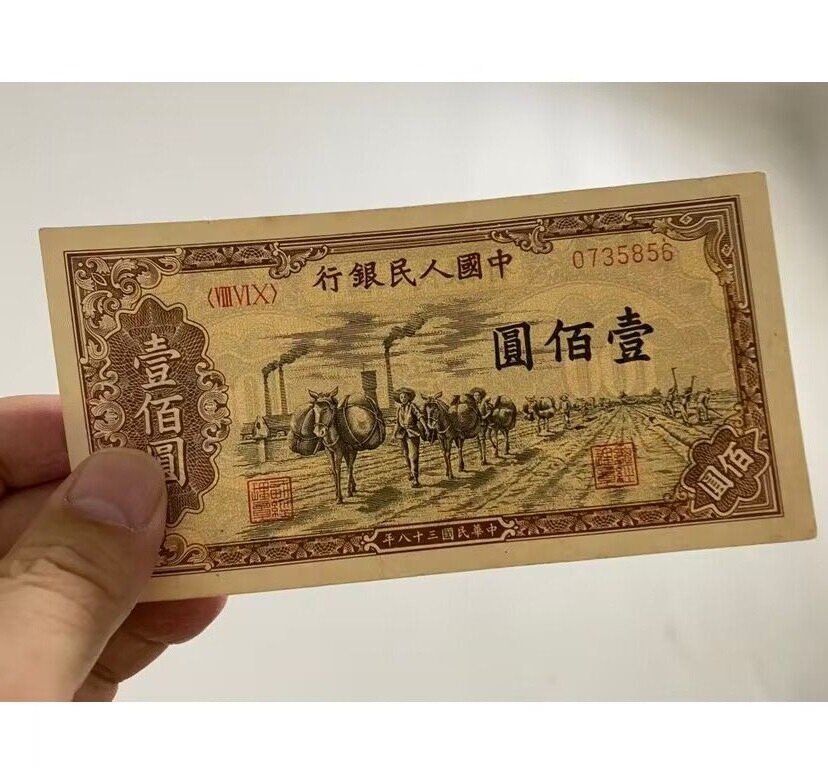 中國人民銀行
〈VIII VI X〉
0735856
壹佰圓
壹佰圓
佰圓
中華民國三十八年